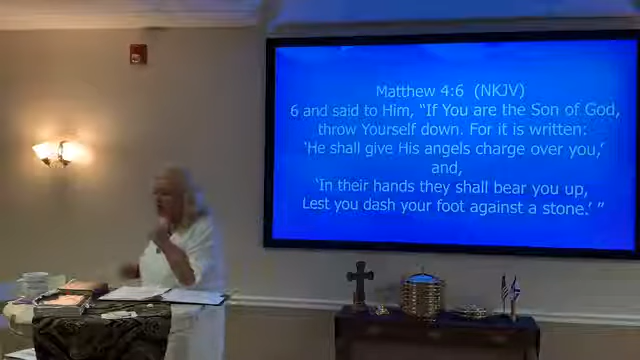 Matthew 4:6 (NKJV)
6 and said to Him, “If You are the Son of God,
throw Yourself down. For it is written:
‘He shall give His angels charge over you,’
and,
‘In their hands they shall bear you up,
Lest you dash your foot against a stone.’ ”